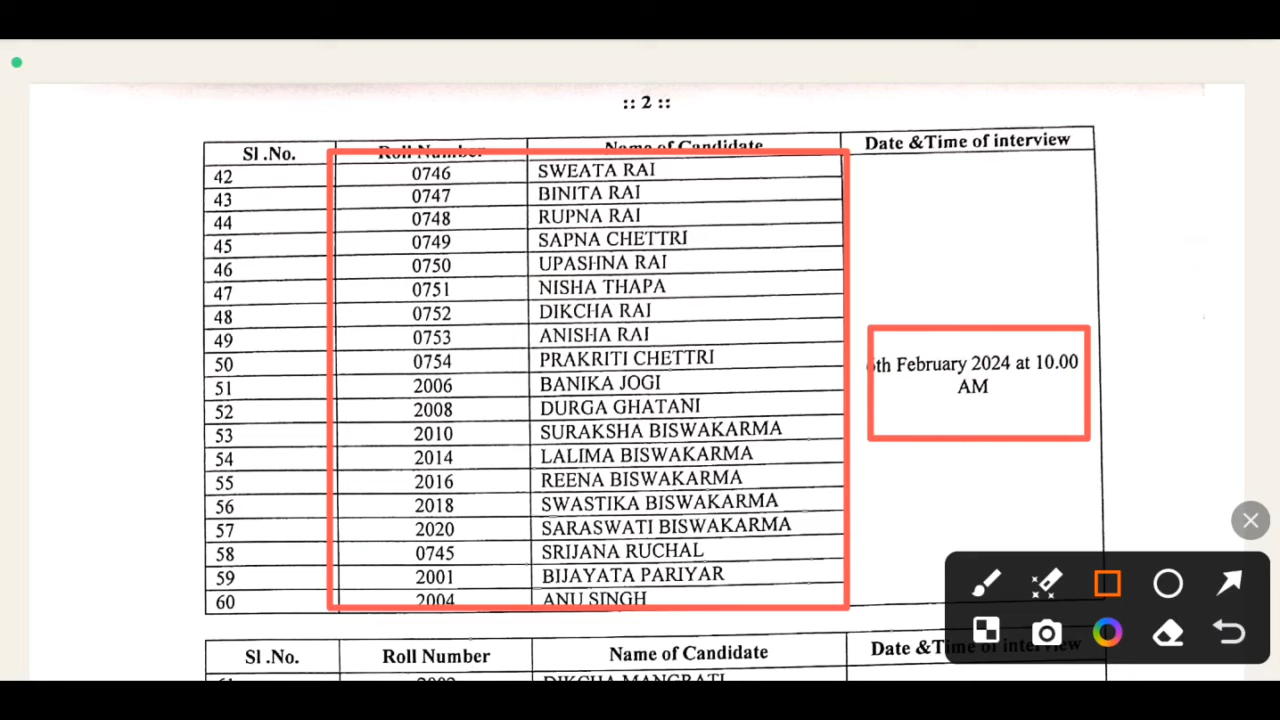 :: 2 ::
Sl .No. Roll Number Name of Candidate Date &Time of interview
42 0746 SWEATA RAI
43 0747 BINITA RAI
44 0748 RUPNA RAI
45 0749 SAPNA CHETTRI
46 0750 UPASHNA RAI
47 0751 NISHA THAPA
48 0752 DIKCHA RAI
49 0753 ANISHA RAI
50 0754 PRAKRITI CHETTRI
6th February 2024 at 10.00
AM
51 2006 BANIKA JOGI
52 2008 DURGA GHATANI
53 2010 SURAKSHA BISWAKARMA
54 2014 LALIMA BISWAKARMA
55 2016 REENA BISWAKARMA
56 2018 SWASTIKA BISWAKARMA
57 2020 SARASWATI BISWAKARMA
58 0745 SRIJANA RUCHAL
59 2001 BIJAYATA PARIYAR
60 2004 ANU SINGH
Sl .No. Roll Number Name of Candidate Date &Time of interview
DIKCHA MANGRATI